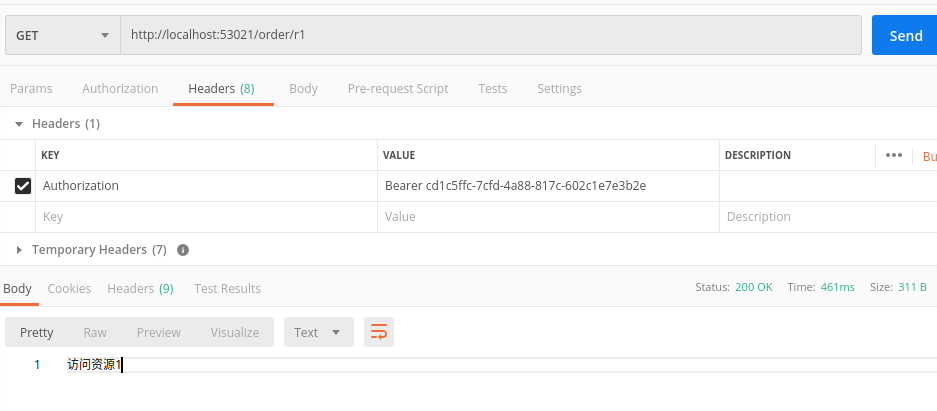 GET http://localhost:53021/order/r1 Send
Params Authorization Headers (8) Body Pre-request Script Tests Settings
Headers (1)
KEY VALUE DESCRIPTION Bu
Authorization Bearer cd1c5ffc-7cfd-4a88-817c-602c1e7e3b2e
Key Value Description
Temporary Headers (7)
Body Cookies Headers (9) Test Results Status: 200 OK Time: 461ms Size: 311 B
Pretty Raw Preview Visualize Text
1 访问资源1